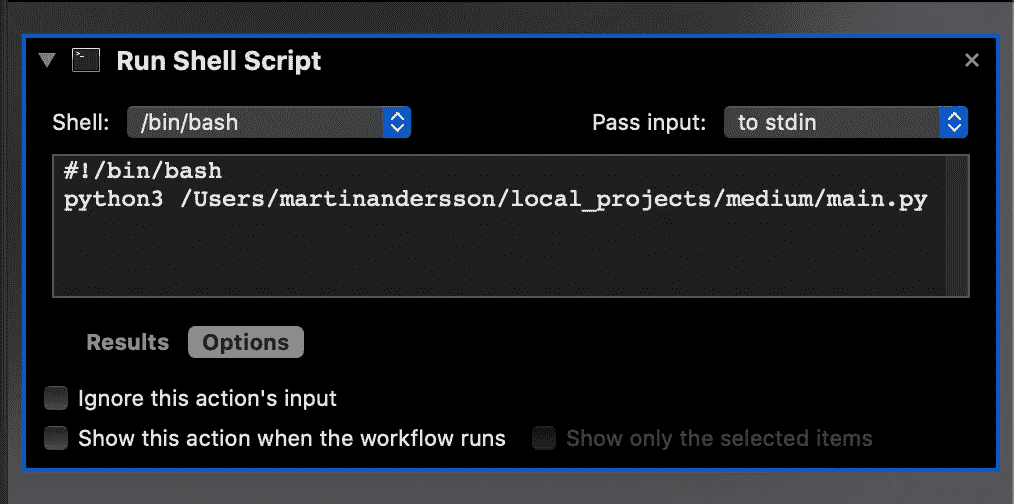 Run Shell Script
Shell: /bin/bash Pass input: to stdin
#!/bin/bash
python3 /Users/martinandersson/local_projects/medium/main.py
Results Options
Ignore this action's input
Show this action when the workflow runs Show only the selected items